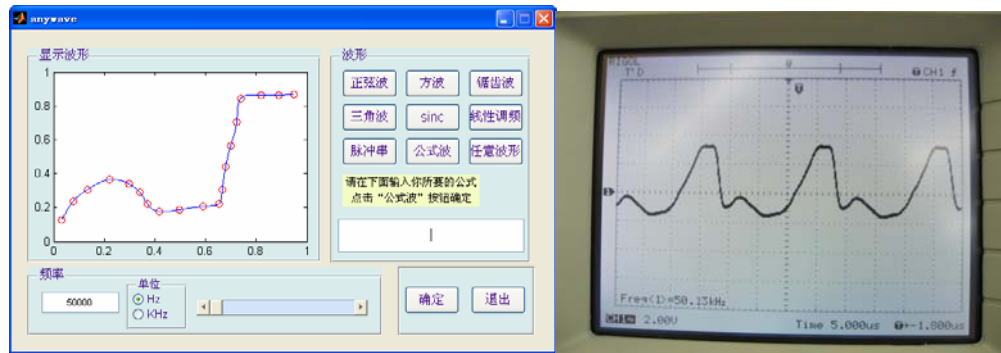 anywave
显示波形
1
0.8
0.6
0.4
0.2
0
0 0.2 0.4 0.6 0.8 1
波形
正弦波 方波 锯齿波
三角波 sinc 线性调频
脉冲串 公式波 任意波形
请在下面输入你所要的公式
点击“公式波”按钮确定
频率
50000
单位
Hz
KHz
确定 退出
RIGOL
T'D
CH1
Freq(1)=50.13kHz
CH1 2.00V Time 5.000us -1.800us